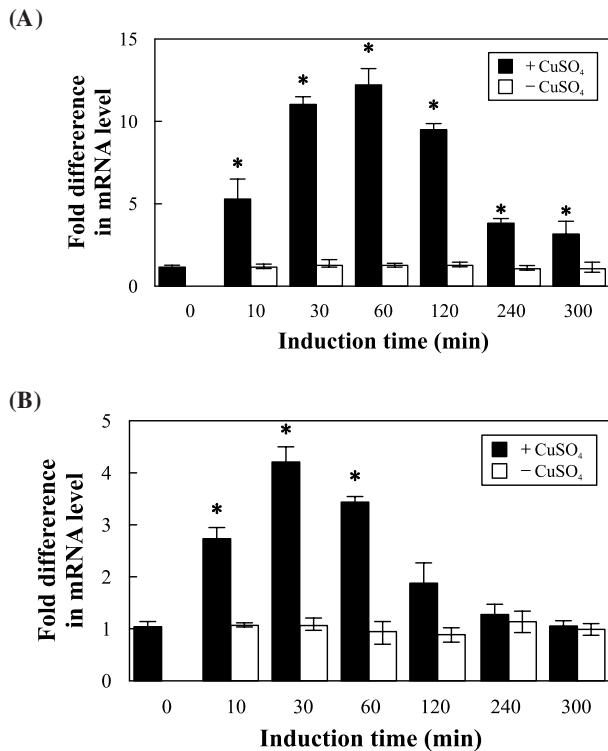 (A)
Fold differerence
in mRNA level
15
10
5
0
* * * * * *
+ CuSO₄
− CuSO₄
0 10 30 60 120 240 300
Induction time (min)
(B)
Fold differerence
in mRNA level
5
4
3
2
1
0
* * *
+ CuSO₄
− CuSO₄
0 10 30 60 120 240 300
Induction time (min)